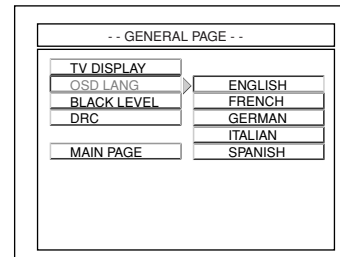 - - GENERAL PAGE - -
TV DISPLAY
OSD LANG
BLACK LEVEL
DRC
MAIN PAGE
ENGLISH
FRENCH
GERMAN
ITALIAN
SPANISH